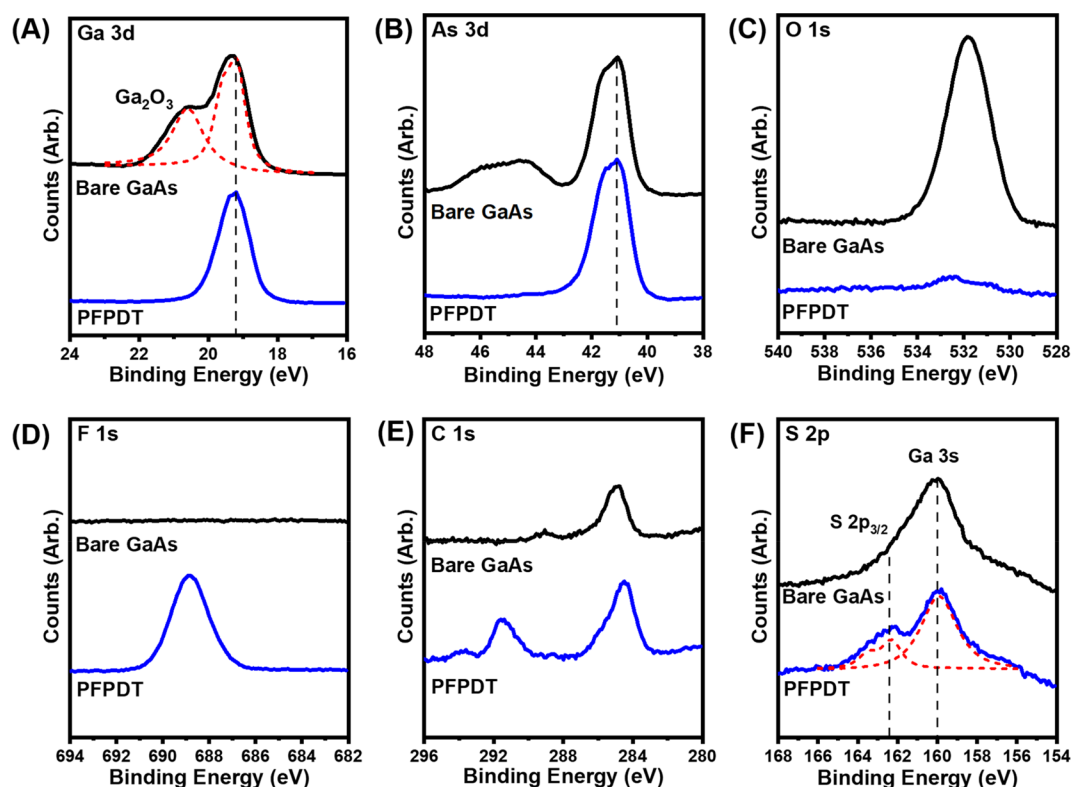 (A)
Ga 3d
Ga2O3
Bare GaAs
PFPDT
Counts (Arb.)
24 22 20 18 16
Binding Energy (eV)
(B)
As 3d
Bare GaAs
PFPDT
Counts (Arb.)
48 46 44 42 40 38
Binding Energy (eV)
(C)
O 1s
Bare GaAs
PFPDT
Counts (Arb.)
540 538 536 534 532 530 528
Binding Energy (eV)
(D)
F 1s
Bare GaAs
PFPDT
Counts (Arb.)
694 692 690 688 686 684 682
Binding Energy (eV)
(E)
C 1s
Bare GaAs
PFPDT
Counts (Arb.)
296 292 288 284 280
Binding Energy (eV)
(F)
S 2p
Ga 3s
S 2p3/2
Bare GaAs
PFPDT
Counts (Arb.)
168 166 164 162 160 158 156 154
Binding Energy (eV)